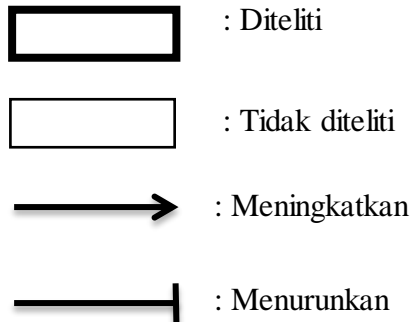 : Diteliti
: Tidak diteliti
: Meningkatkan
: Menurunkan